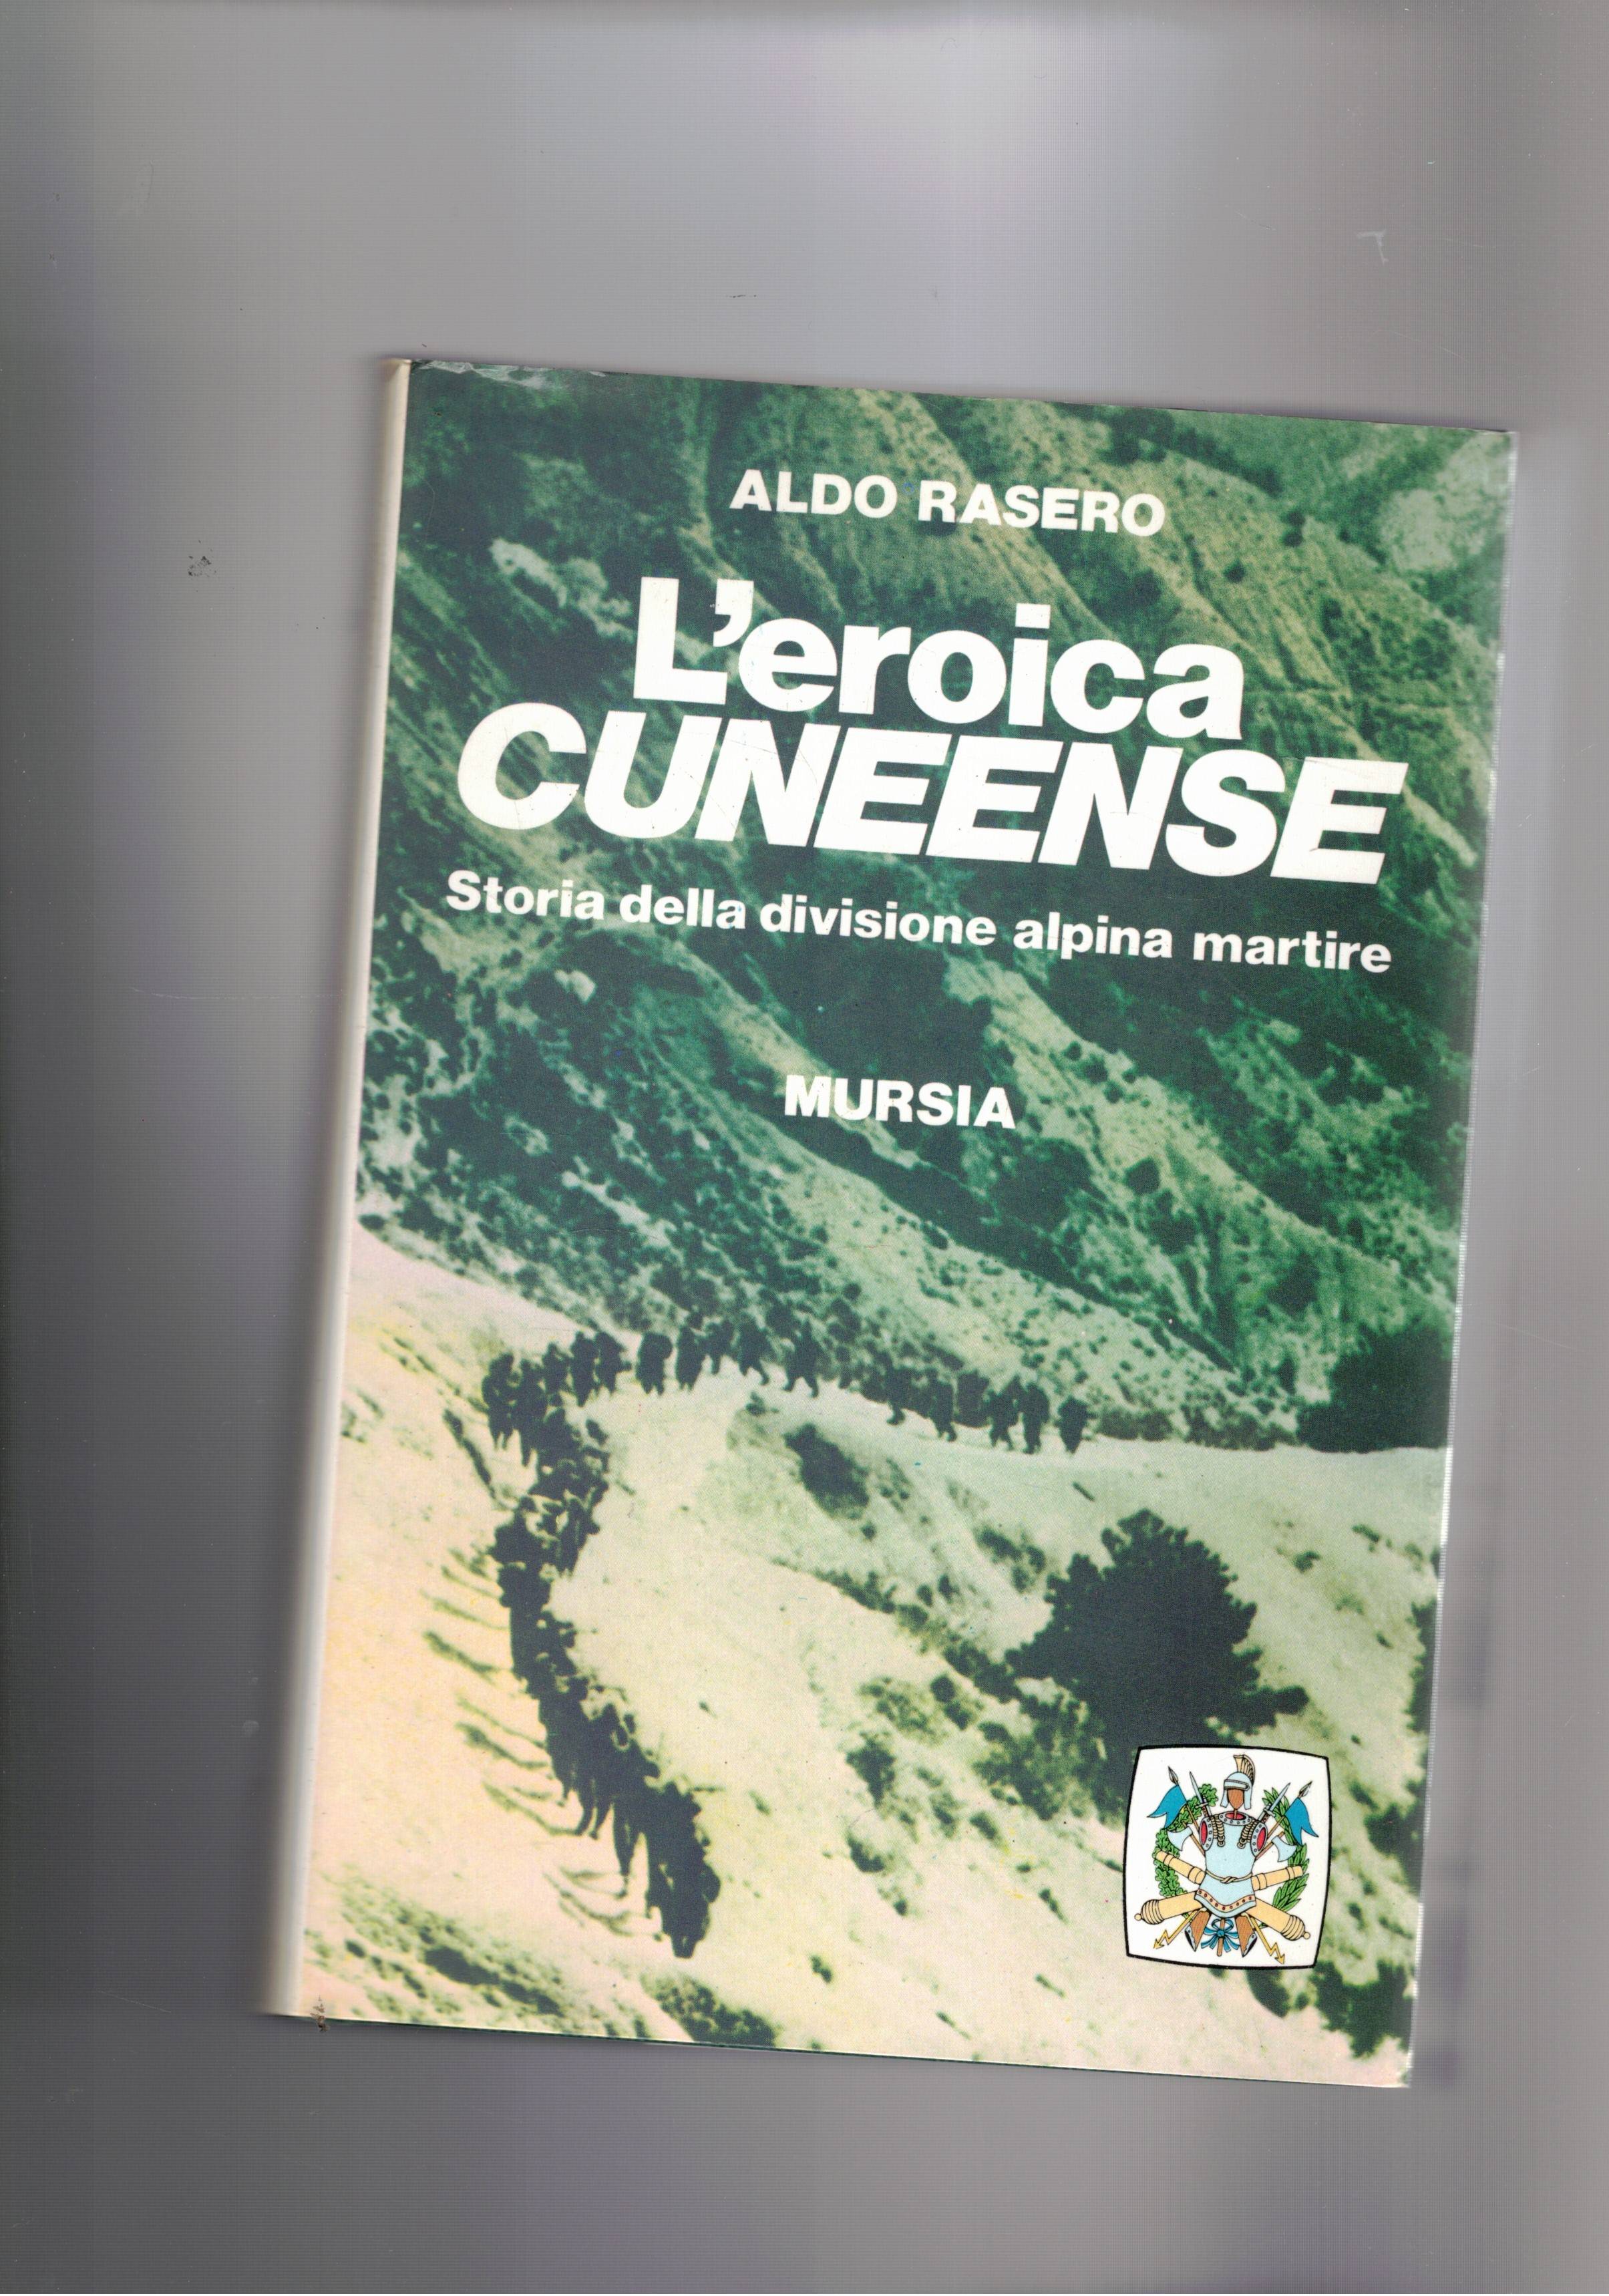 ALDO RASERO
L'eroica
CUNEENSE
Storia della divisione alpina martire
MURSIA